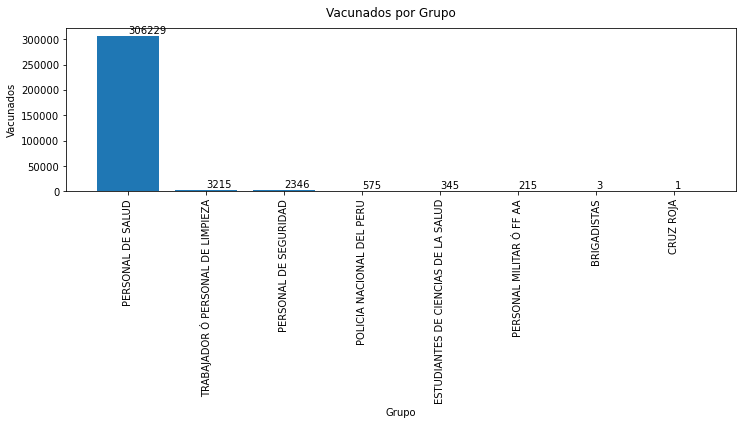 Vacunados por Grupo
Vacunados
300000
250000
200000
150000
100000
50000
0
306229
3215
2346
575
345
215
3
1
PERSONAL DE SALUD
TRABAJADOR Ó PERSONAL DE LIMPIEZA
PERSONAL DE SEGURIDAD
POLICIA NACIONAL DEL PERU
ESTUDIANTES DE CIENCIAS DE LA SALUD
PERSONAL MILITAR Ó FF AA
BRIGADISTAS
CRUZ ROJA
Grupo